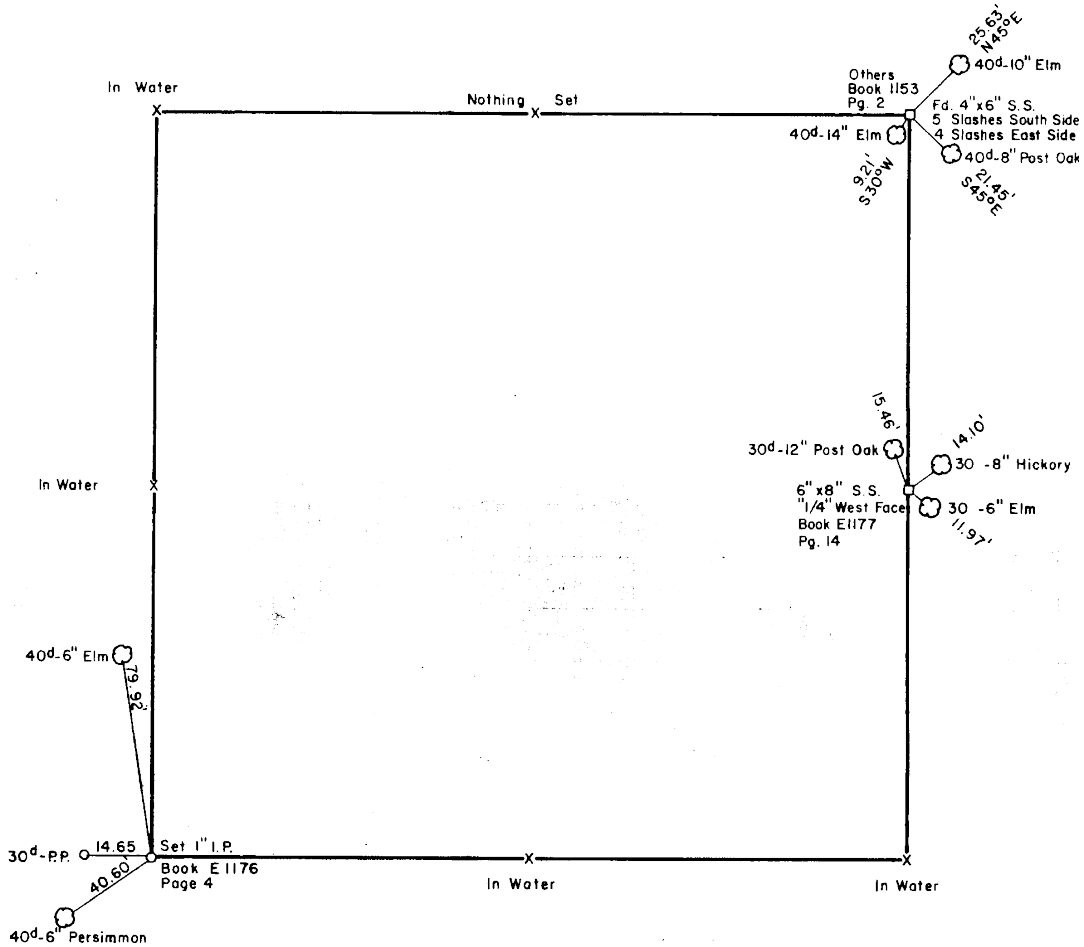 25.63'
N45°E
40d-10" Elm
In Water
Others
Book 1153
Pg. 2
Nothing Set
Fd. 4"x6" S.S.
5 Slashes South Side
4 Slashes East Side
40d-14" Elm
40d-8" Post Oak
9.21'
S30°W
21.45'
S45°E
15.46'
14.10'
30d-12" Post Oak
30 -8" Hickory
In Water
6"x8" S.S.
"1/4" West Face
Book E1177
Pg. 14
30 -6" Elm
11.97'
40d-6" Elm
79.92'
30d-P.P.
14.65
Set 1" I.P.
Book E1176
Page 4
40.60'
In Water
In Water
40d-6" Persimmon